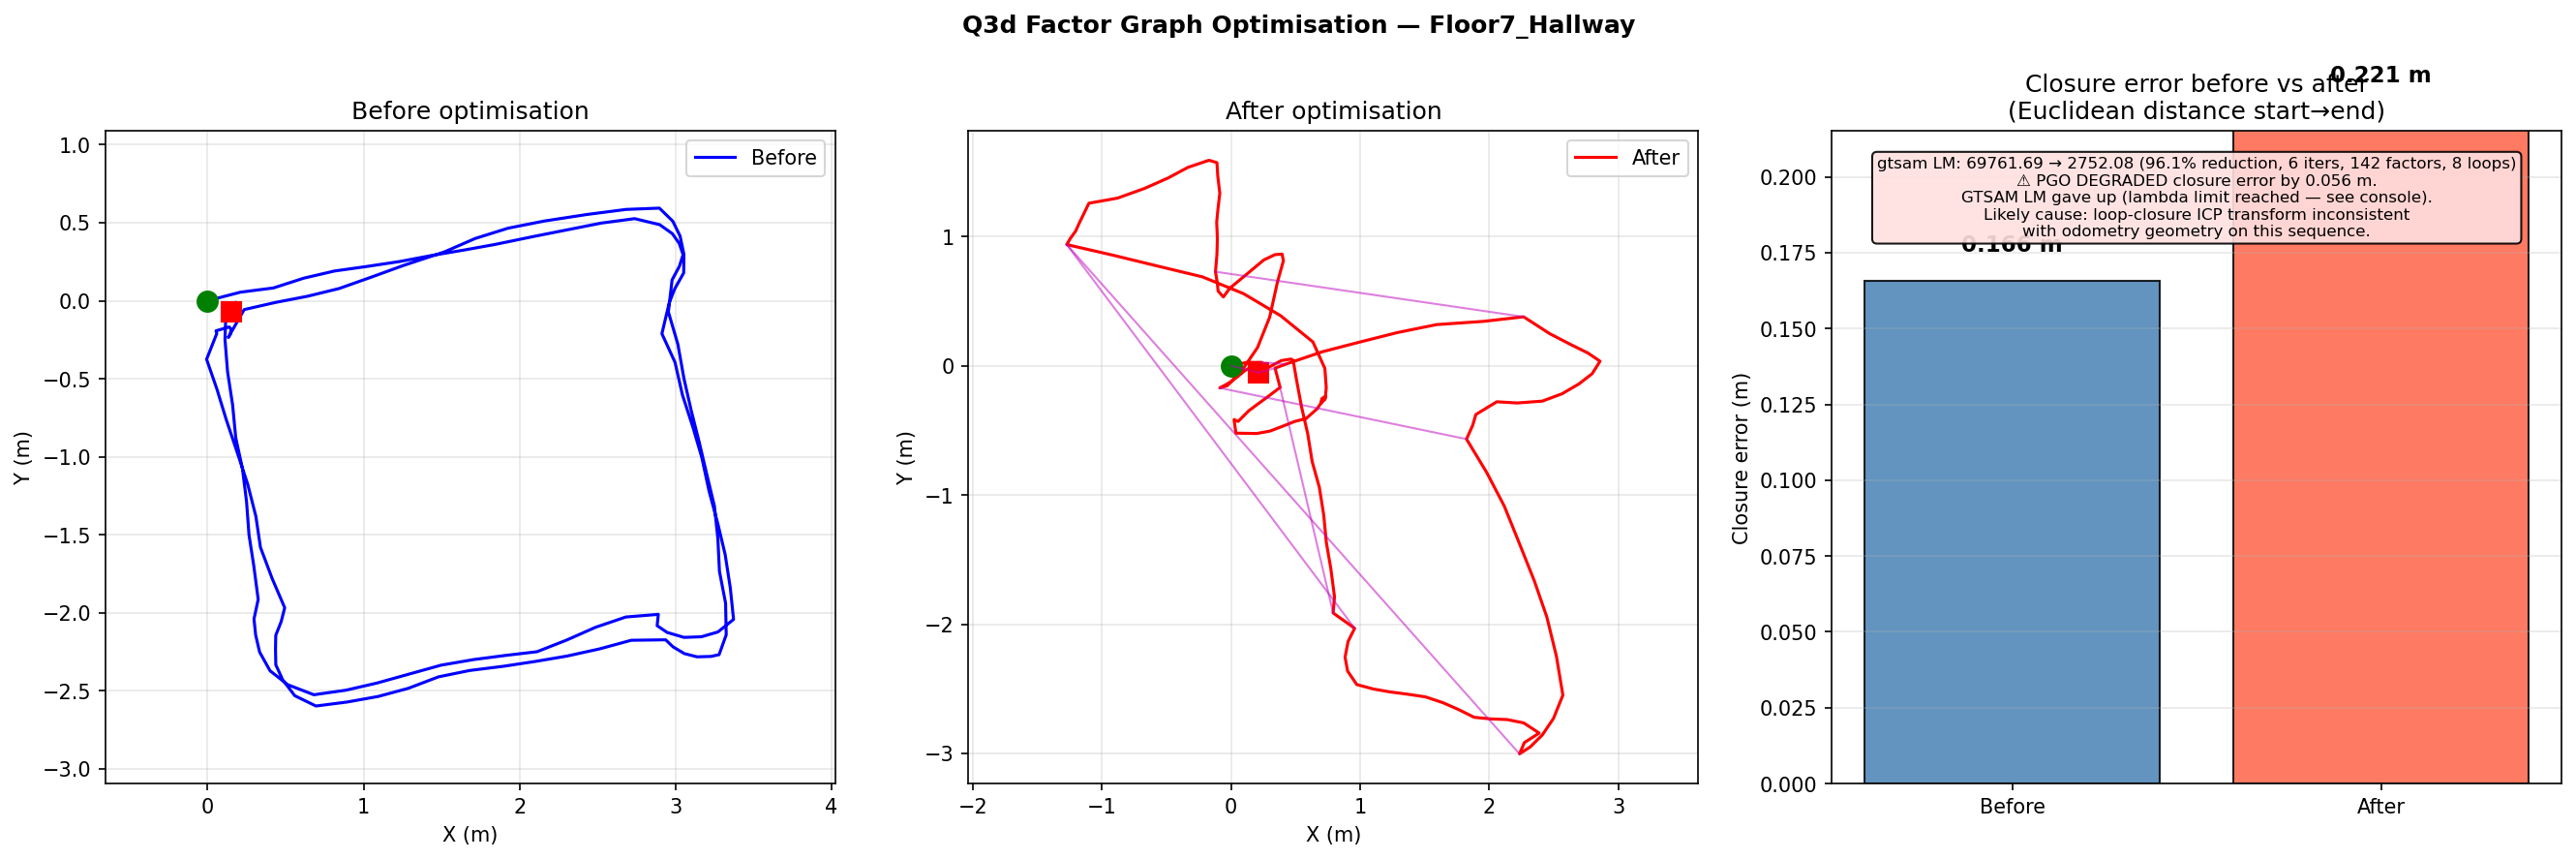 Q3d Factor Graph Optimisation — Floor7_Hallway
Before optimisation
Before
1.0
0.5
0.0
−0.5
−1.0
−1.5
−2.0
−2.5
−3.0
Y (m)
0
1
2
3
4
X (m)
After optimisation
After
1
0
−1
−2
−3
Y (m)
−2
−1
0
1
2
3
X (m)
0.221 m
Closure error before vs after
(Euclidean distance start→end)
gtsam LM: 69761.69 → 2752.08 (96.1% reduction, 6 iters, 142 factors, 8 loops)
⚠ PGO DEGRADED closure error by 0.056 m.
GTSAM LM gave up (lambda limit reached — see console).
Likely cause: loop-closure ICP transform inconsistent
with odometry geometry on this sequence.
0.166 m
0.200
0.175
0.150
0.125
0.100
0.075
0.050
0.025
0.000
Closure error (m)
Before
After